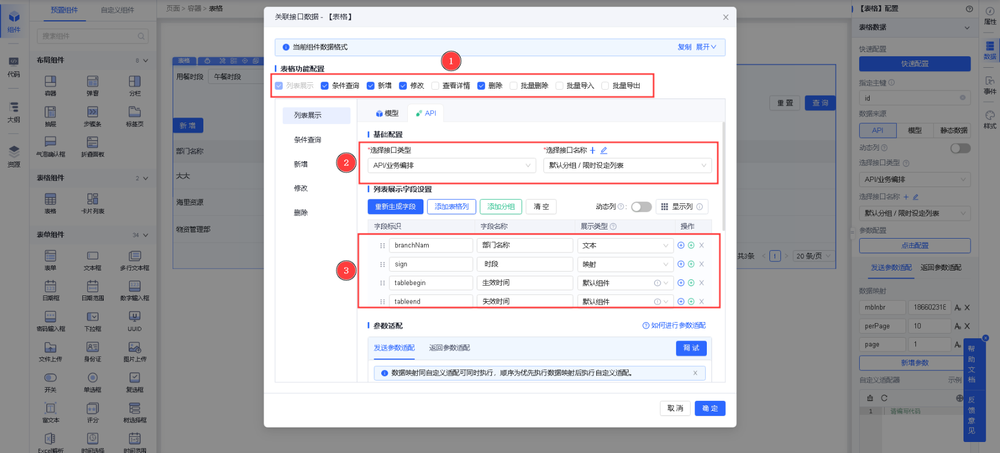 预置组件 自定义组件
搜索组件
组件
代码
大纲
资源
布局组件 8
容器 弹窗 分栏
抽屉 步骤条 标签页
气泡确认框 折叠面板
表格组件 2
表格 卡片列表
表单组件 34
表单 文本框 多行文本框
日期框 日期范围 数字输入框
密码输入框 下拉框 UUID
文件上传 身份证 图片上传
开关 单选框 复选框
富文本 评分 树选择框
Excel解析 时间选择 时间范围
页面 > 容器 > 表格
表格
用餐时段 午餐时段
重 置 查 询
新 增
部门名称
大大
海里资源
物资管理部
共3条 < 1 > 20 条/页
关联接口数据 - 【表格】
当前组件数据格式 复制 展开
1
表格功能配置
列表展示 条件查询 新增 修改 查看详情 删除 批量删除 批量导入 批量导出
列表展示
条件查询
新增
修改
删除
模型 API
基础配置
2
*选择接口类型 *选择接口名称
API/业务编排 默认分组 / 限时设定列表
列表展示字段设置
重新生成字段 添加表格列 添加分组 清 空 动态列 : 显示列
字段标识 字段名称 展示类型 操作
3
branchNam 部门名称 文本
sign 时段 映射
tablebegin 生效时间 默认组件
tableend 失效时间 默认组件
参数适配 如何进行参数适配
发送参数适配 返回参数适配 调 试
数据映射同自定义适配可同时执行，顺序为优先执行数据映射后执行自定义适配。
取 消 确 定
【表格】配置
表格数据
快速配置
快速配置
指定主键
id
数据来源
API 模型 静态数据
动态列
选择接口类型
API/业务编排
选择接口名称
默认分组 / 限时设定列表
参数配置
点击配置
发送参数适配 返回参数适配
数据映射
mblnbr 186602316
perPage 10
page 1
新增参数
自定义适配器 示例
1 请编写代码
属性
数据
事件
样式
帮助文档
反馈意见